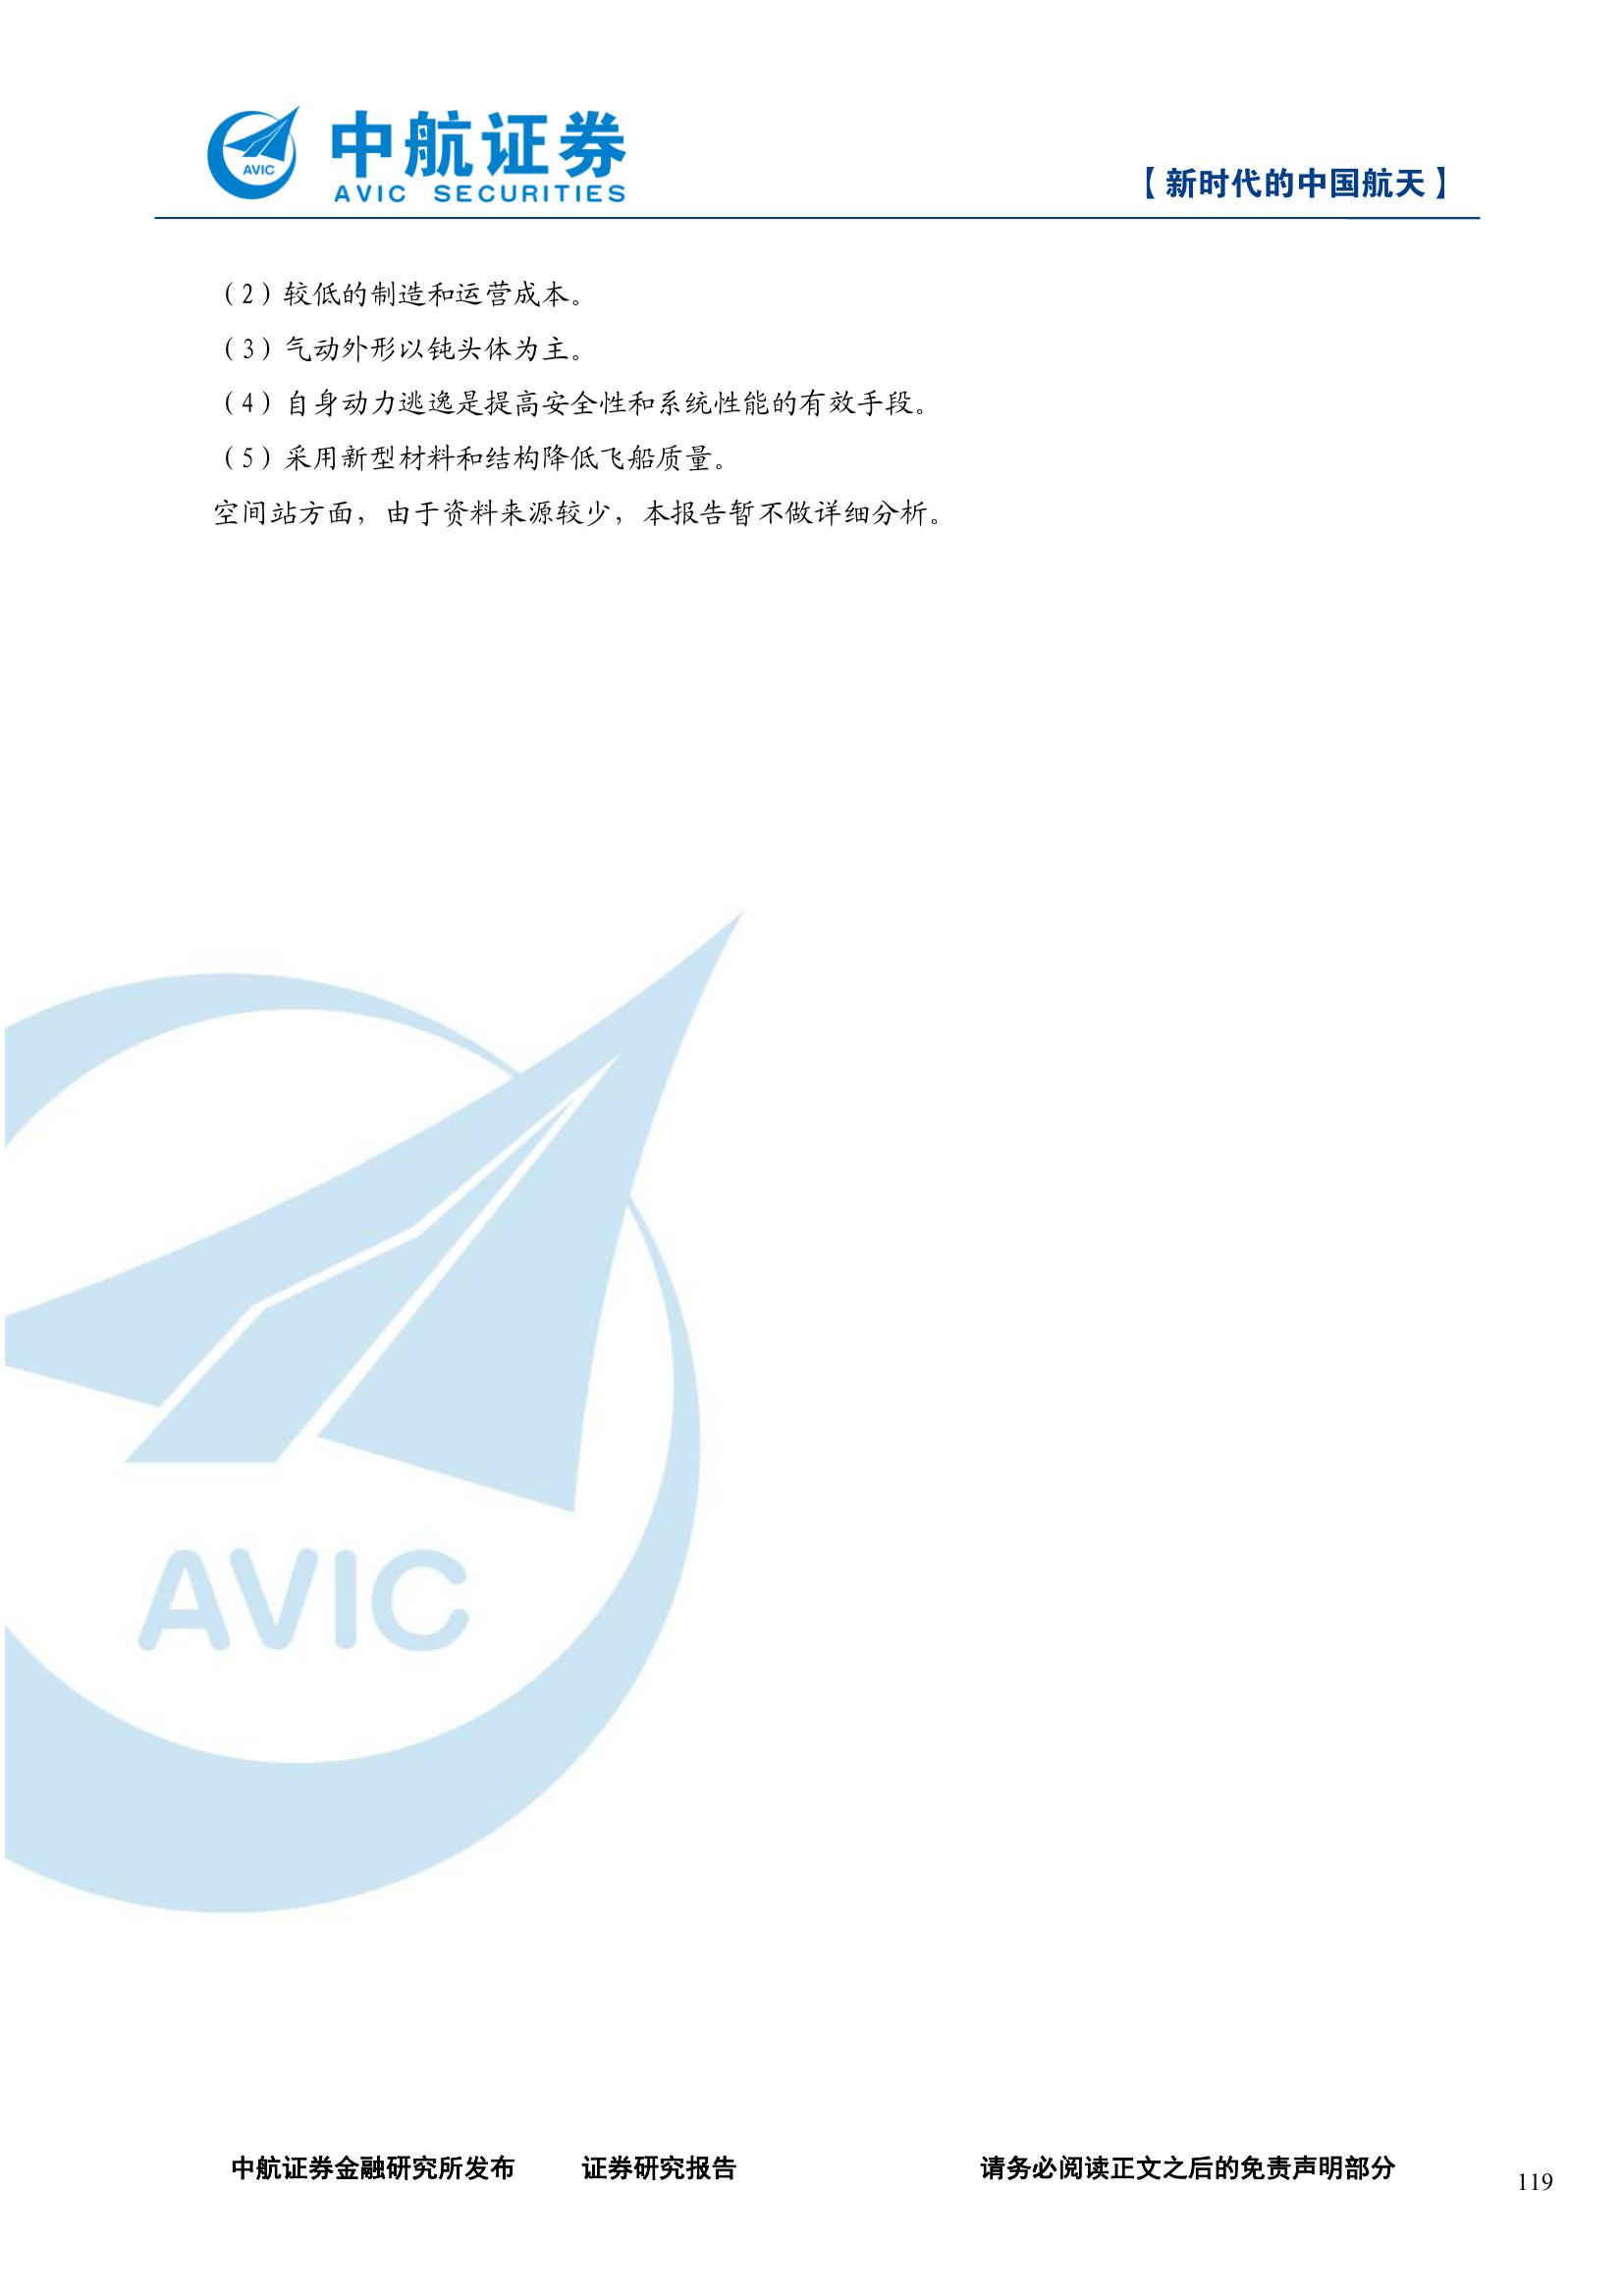 AVIC
中航证券
AVIC SECURITIES
【新时代的中国航天】
（2）较低的制造和运营成本。
（3）气动外形以钝头体为主。
（4）自身动力逃逸是提高安全性和系统性能的有效手段。
（5）采用新型材料和结构降低飞船质量。
空间站方面，由于资料来源较少，本报告暂不做详细分析。
AVIC
中航证券金融研究所发布 证券研究报告 请务必阅读正文之后的免责声明部分
119